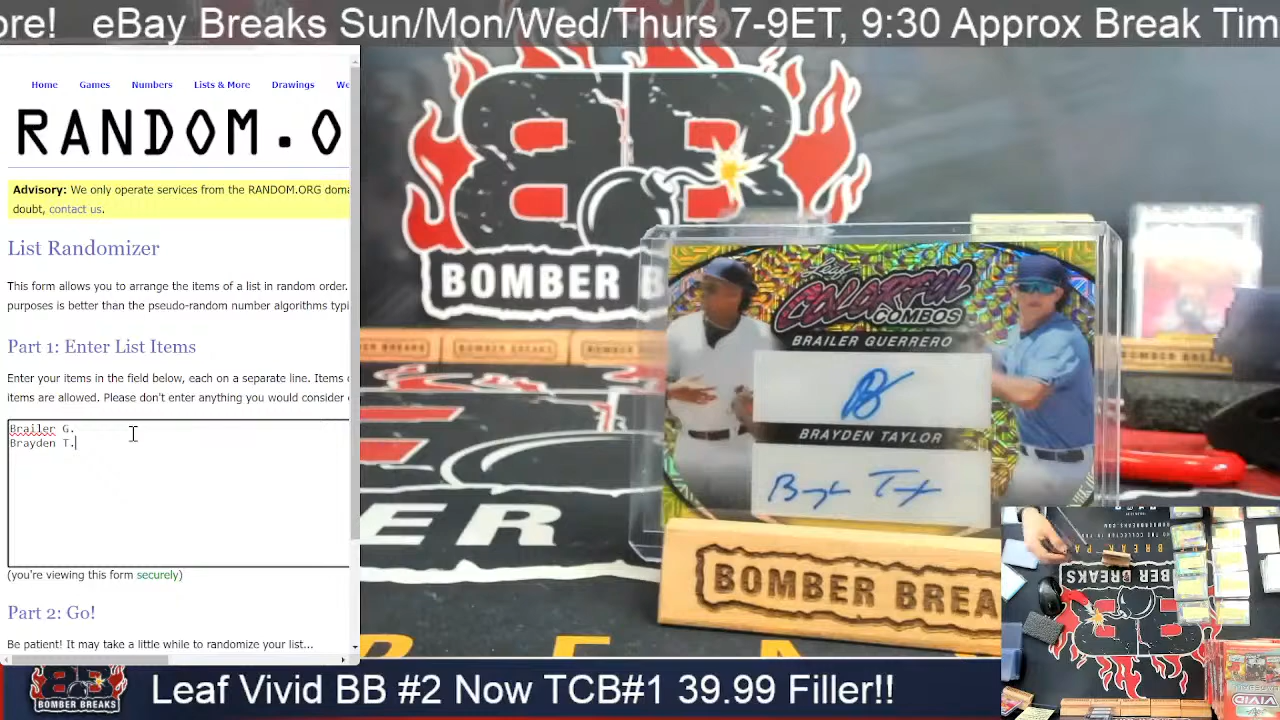 ore! eBay Breaks Sun/Mon/Wed/Thurs 7-9ET, 9:30 Approx Break Tim
Home Games Numbers Lists & More Drawings We
RANDOM.O
Advisory: We only operate services from the RANDOM.ORG doma
doubt, contact us.
List Randomizer
This form allows you to arrange the items of a list in random order.
purposes is better than the pseudo-random number algorithms typi
Part 1: Enter List Items
Enter your items in the field below, each on a separate line. Items c
items are allowed. Please don't enter anything you would consider
Brailer G.
Brayden T.
(you're viewing this form securely)
Part 2: Go!
Be patient! It may take a little while to randomize your list...
BB
BOMBER B
Leaf
COLORFUL
COMBOS
BRAILER GUERRERO
BRAYDEN TAYLOR
ER
BOMBER BREA
BOMBER BREAKS
Leaf Vivid BB #2 Now TCB#1 39.99 Filler!!